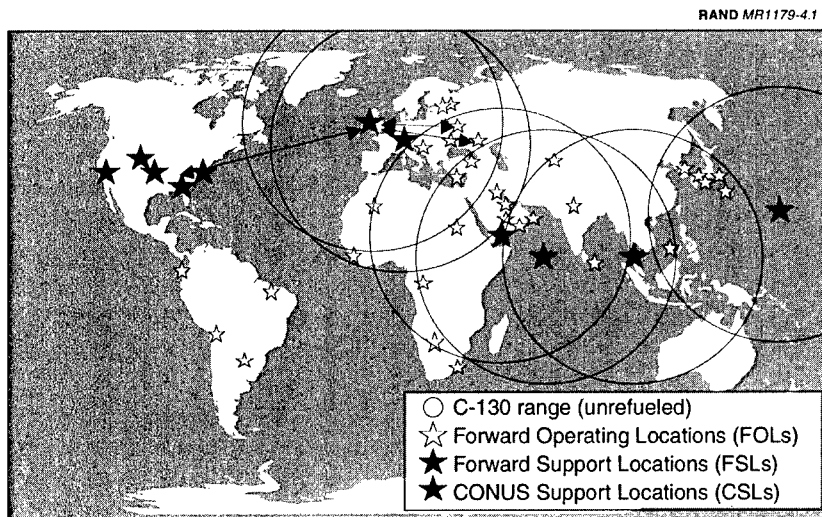 RAND MR1179-4.1
C-130 range (unrefueled)
Forward Operating Locations (FOLs)
Forward Support Locations (FSLs)
CONUS Support Locations (CSLs)